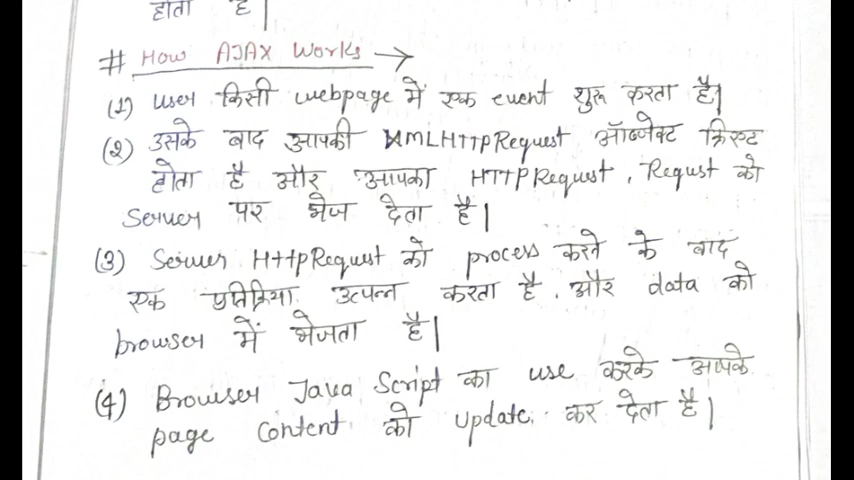 होता है|
# How AJAX Works →
(1) user किसी webpage में एक event शुरू करता है|
(2) उसके बाद आपकी XMLHttpRequest ऑब्जेक्ट क्रिएट
होता है और आपका HTTPRequst, Requst को
Server पर भेज देता है|
(3) Server HttpRequest को process करने के बाद
एक प्रतिक्रिया उत्पन्न करता है. और data को
browser में भेजता है|
(4) Browser Java Script का use करके आपके
page content को update. कर देता है|